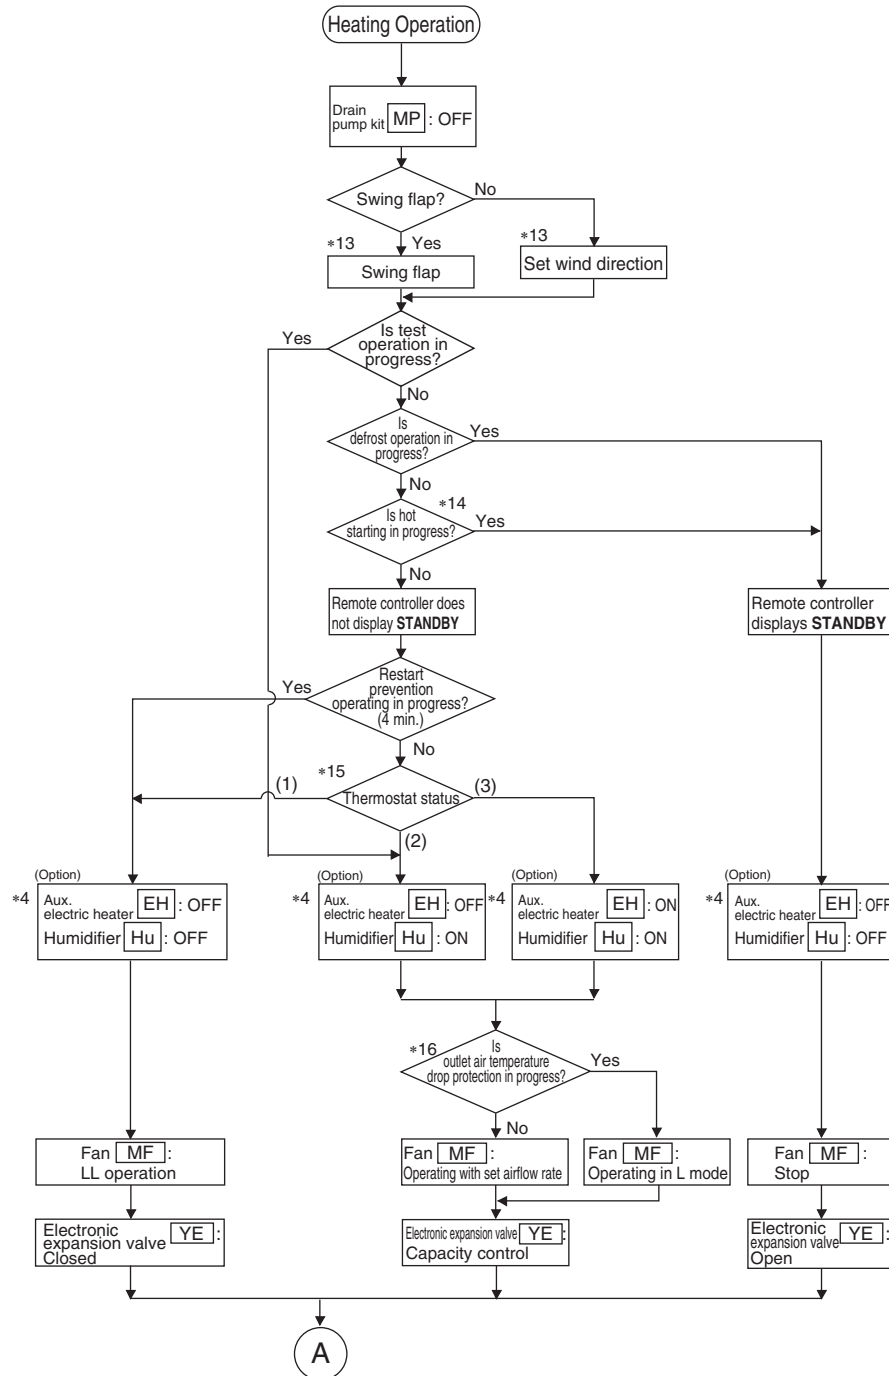 Heating Operation
Drain
pump kit MP : OFF
Swing flap?
No
Yes
*13
Swing flap
*13
Set wind direction
Is test
operation in
progress?
Yes
No
Is
defrost operation in
progress?
Yes
No
*14
Is hot
starting in progress?
Yes
No
Remote controller does
not display STANDBY
Remote controller
displays STANDBY
Restart
prevention
operating in progress?
(4 min.)
Yes
No
*15
(1)
Thermostat status
(3)
(2)
(Option)
*4
Aux.
electric heater EH : OFF
Humidifier Hu : OFF
(Option)
*4
Aux.
electric heater EH : OFF
Humidifier Hu : ON
(Option)
*4
Aux.
electric heater EH : ON
Humidifier Hu : ON
(Option)
*4
Aux.
electric heater EH : OFF
Humidifier Hu : OFF
*16
Is
outlet air temperature
drop protection in progress?
Yes
No
Fan MF :
LL operation
Fan MF :
Operating with set airflow rate
Fan MF :
Operating in L mode
Fan MF :
Stop
Electronic
expansion valve YE :
Closed
Electronic expansion valve YE :
Capacity control
Electronic
expansion valve YE :
Open
A